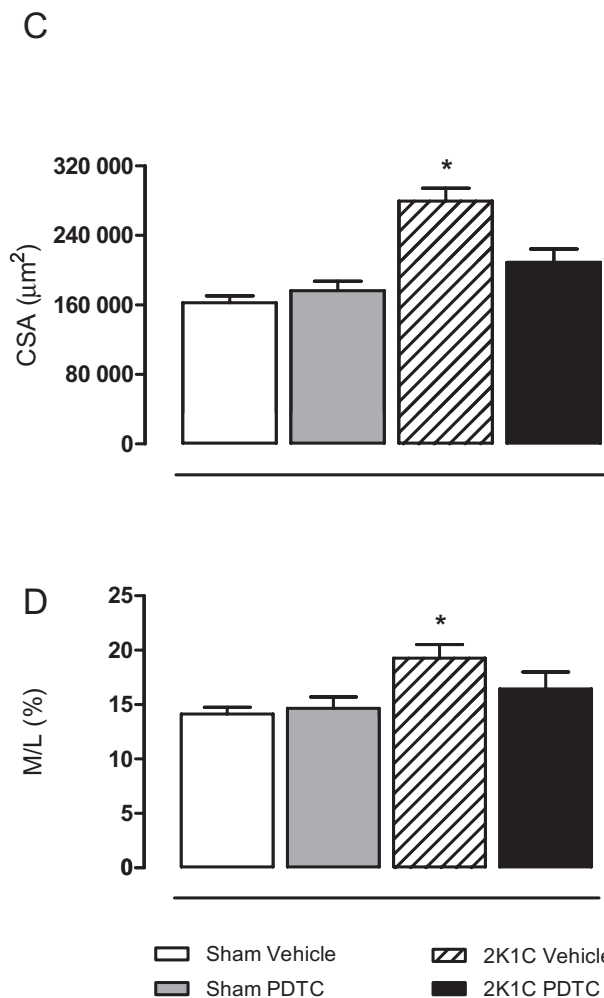 C
*
320 000
240 000
160 000
80 000
0
CSA (μm²)
D
*
25
20
15
10
5
0
M/L (%)
Sham Vehicle
2K1C Vehicle
Sham PDTC
2K1C PDTC